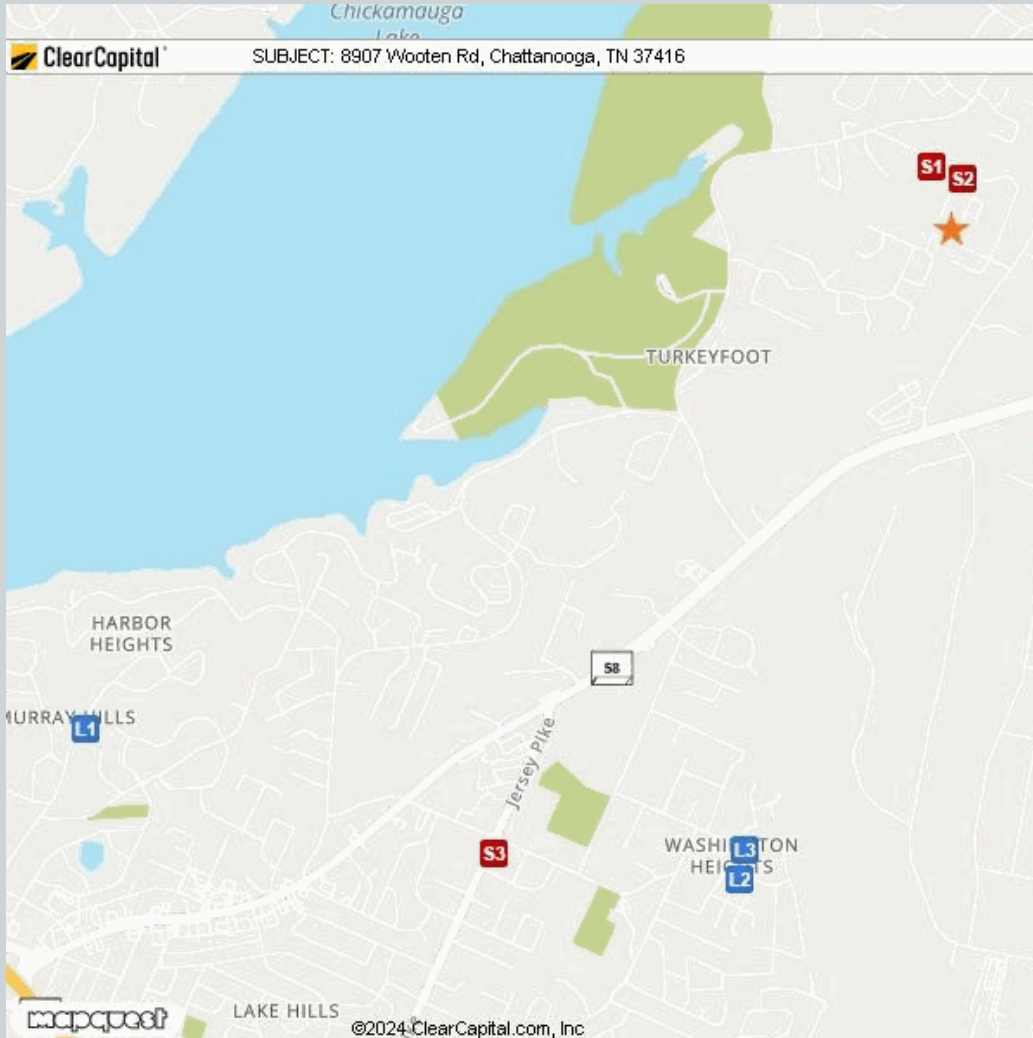 Chickamauga
Lake
ClearCapital
SUBJECT: 8907 Wooten Rd, Chattanooga, TN 37416
S1
S2
TURKEYFOOT
HARBOR
HEIGHTS
58
MURRAY HILLS
L1
Jersey Pike
S3
WASHINGTON
HEIGHTS
L3
L2
LAKE HILLS
mapquest
©2024 ClearCapital.com, Inc